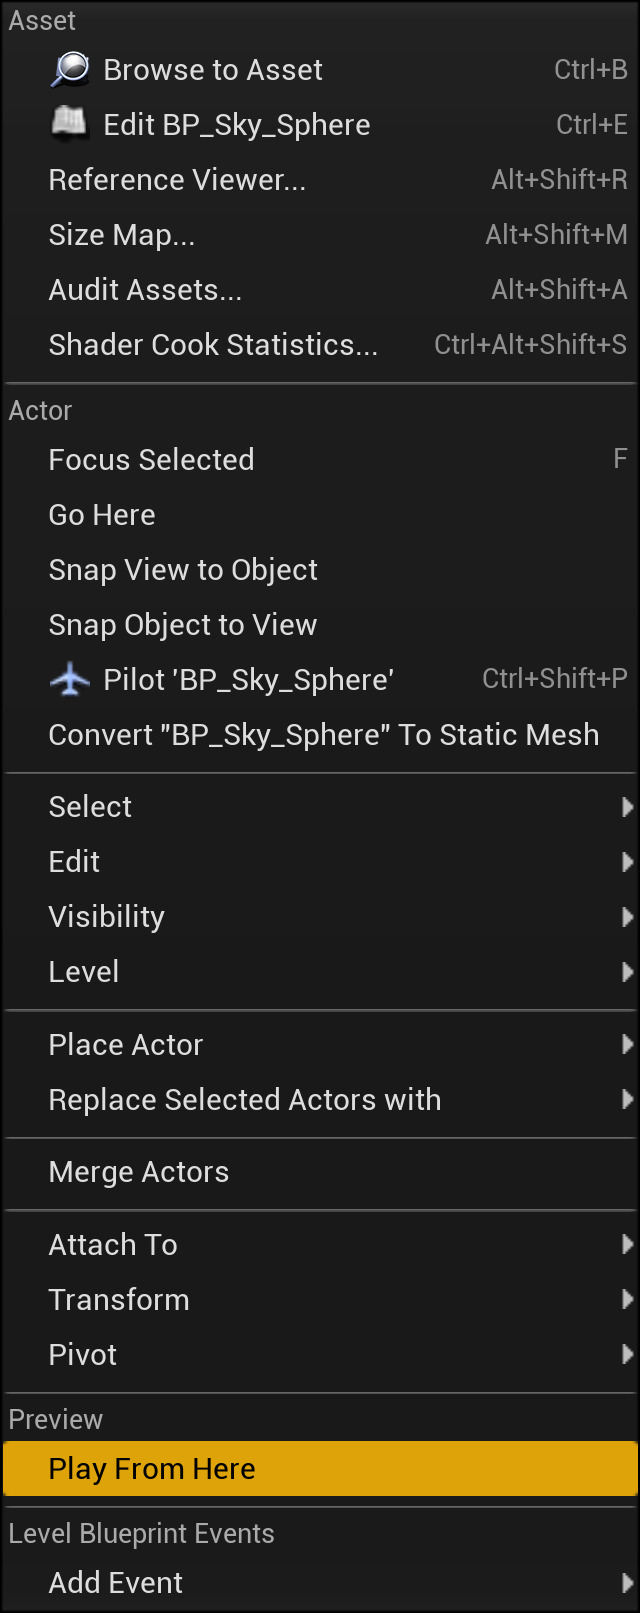 Asset
Browse to Asset Ctrl+B
Edit BP_Sky_Sphere Ctrl+E
Reference Viewer... Alt+Shift+R
Size Map... Alt+Shift+M
Audit Assets... Alt+Shift+A
Shader Cook Statistics... Ctrl+Alt+Shift+S
Actor
Focus Selected F
Go Here
Snap View to Object
Snap Object to View
Pilot 'BP_Sky_Sphere' Ctrl+Shift+P
Convert "BP_Sky_Sphere" To Static Mesh
Select
Edit
Visibility
Level
Place Actor
Replace Selected Actors with
Merge Actors
Attach To
Transform
Pivot
Preview
Play From Here
Level Blueprint Events
Add Event